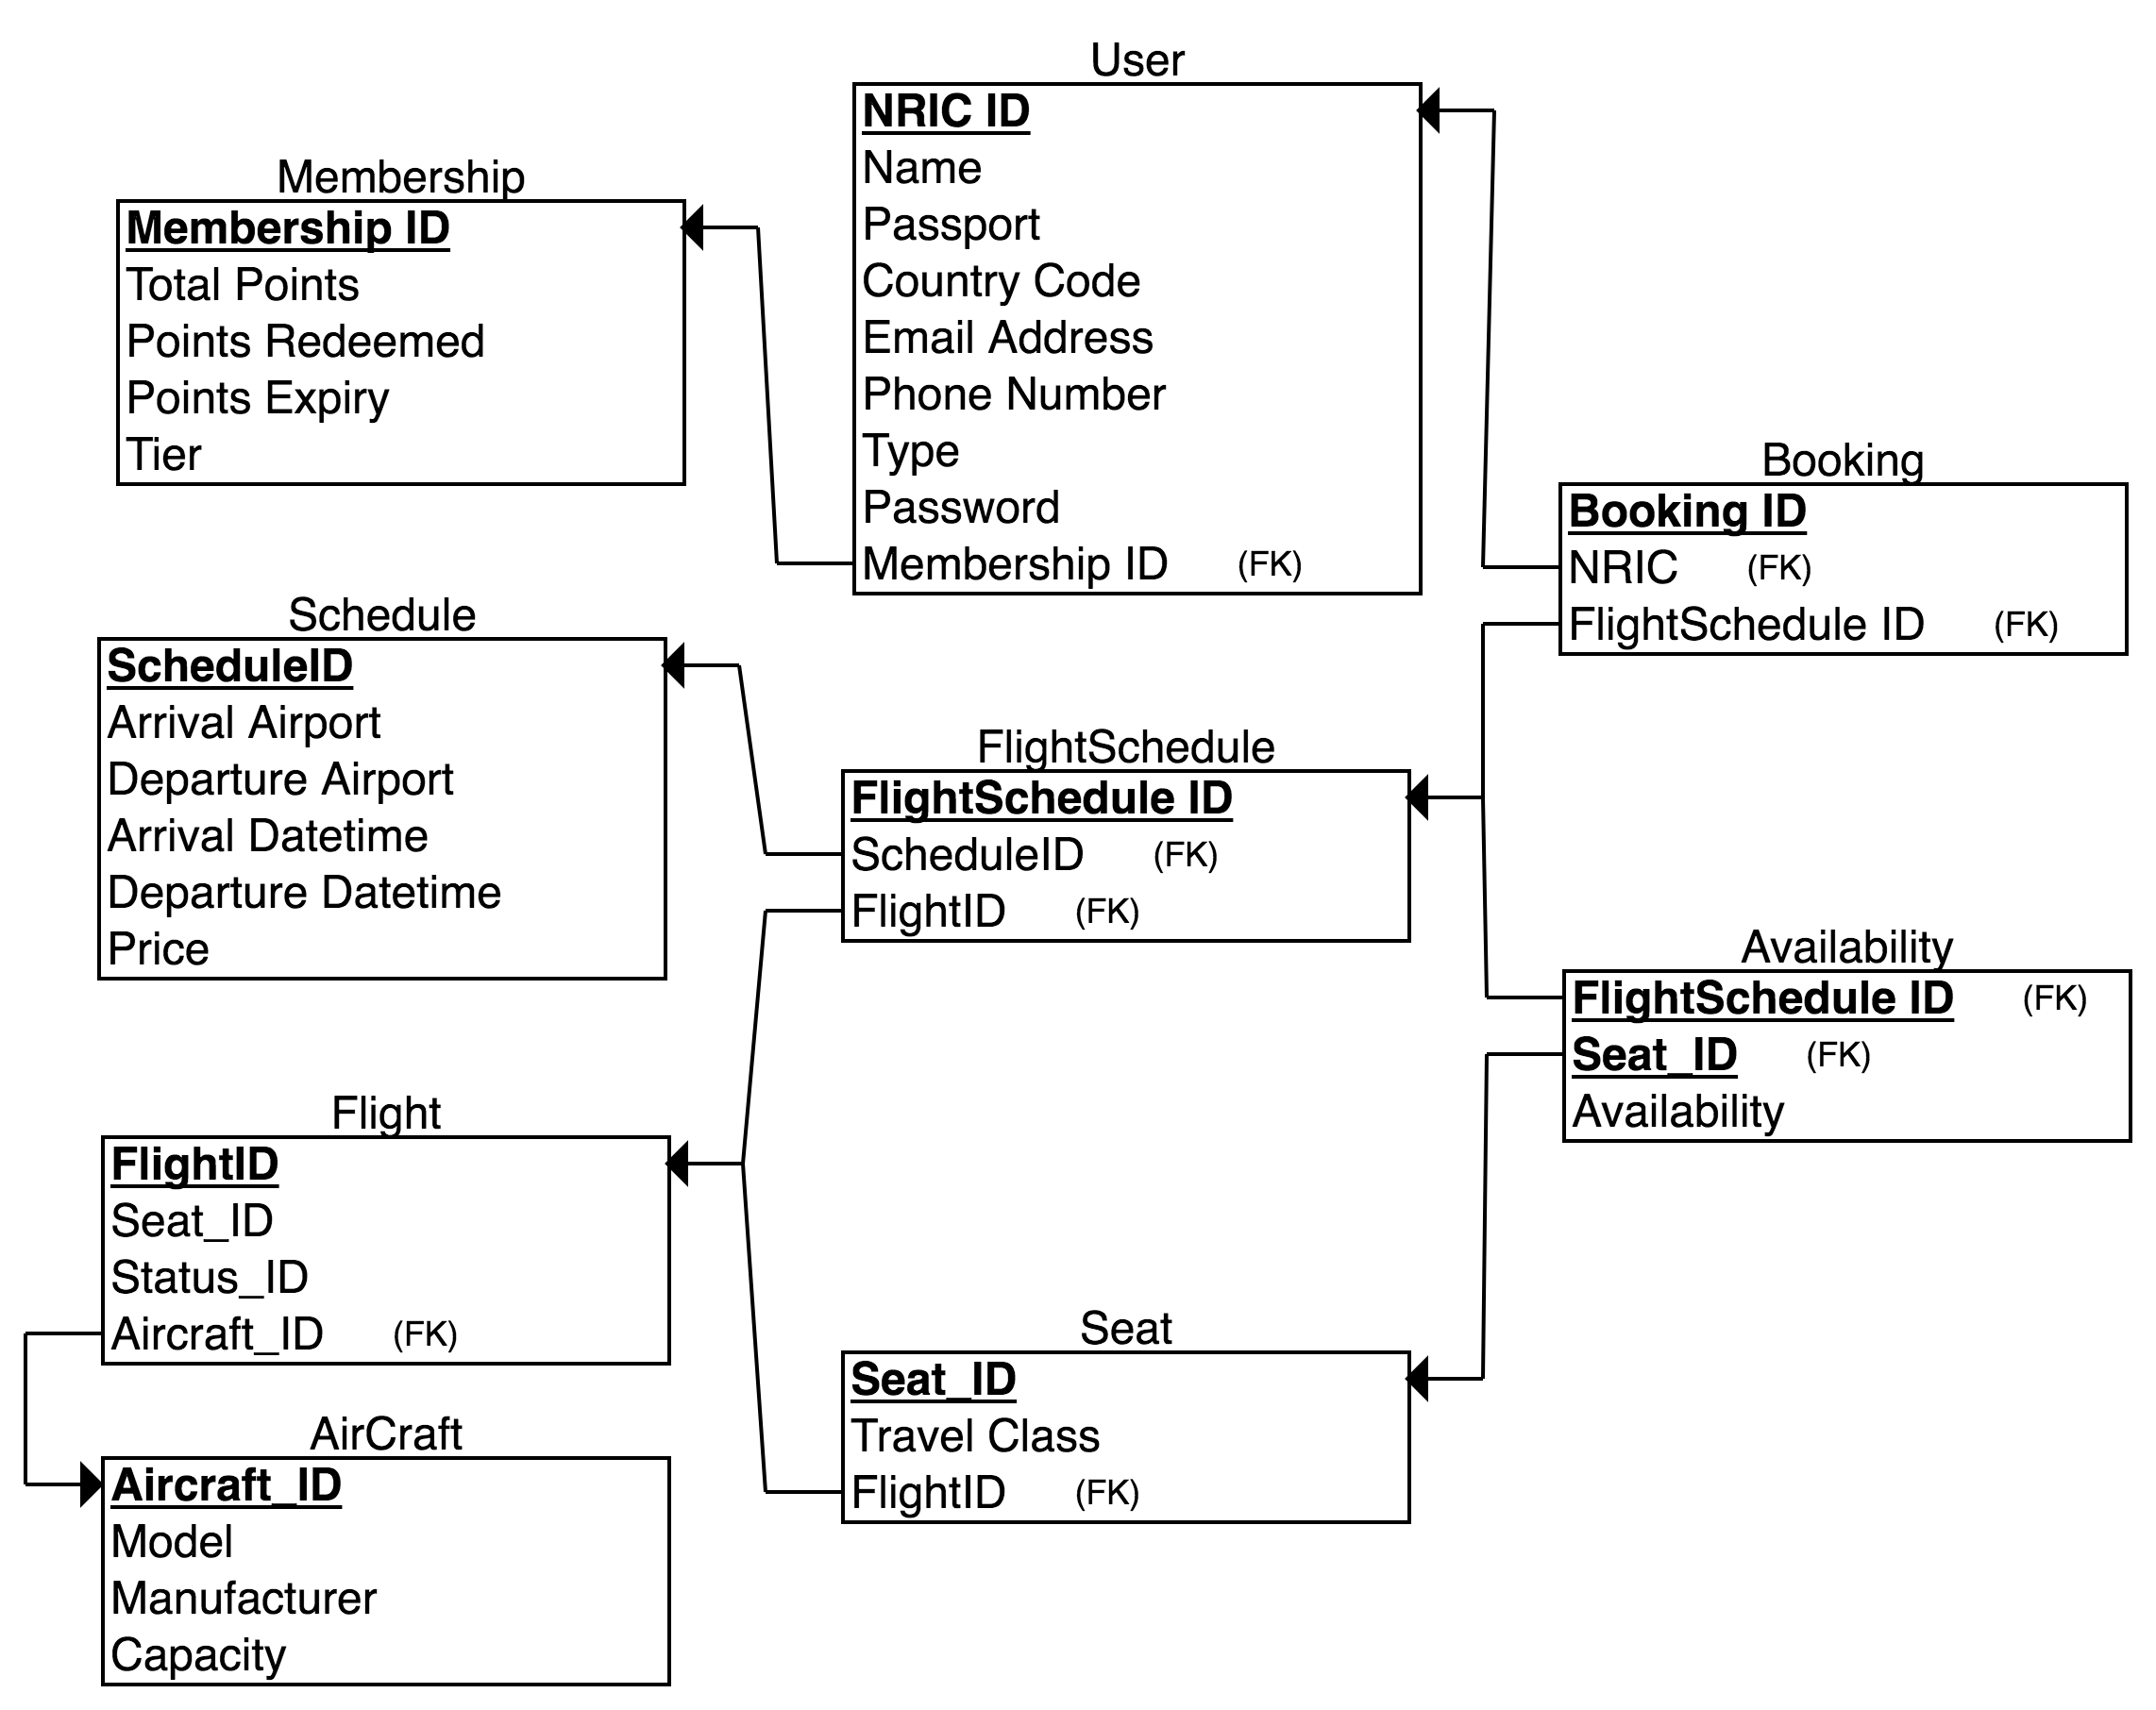 User
NRIC ID
Name
Passport
Country Code
Email Address
Phone Number
Type
Password
Membership ID (FK)
Membership
Membership ID
Total Points
Points Redeemed
Points Expiry
Tier
Booking
Booking ID
NRIC (FK)
FlightSchedule ID (FK)
Schedule
ScheduleID
Arrival Airport
Departure Airport
Arrival Datetime
Departure Datetime
Price
FlightSchedule
FlightSchedule ID
ScheduleID (FK)
FlightID (FK)
Availability
FlightSchedule ID (FK)
Seat_ID (FK)
Availability
Flight
FlightID
Seat_ID
Status_ID
Aircraft_ID (FK)
Seat
Seat_ID
Travel Class
FlightID (FK)
AirCraft
Aircraft_ID
Model
Manufacturer
Capacity